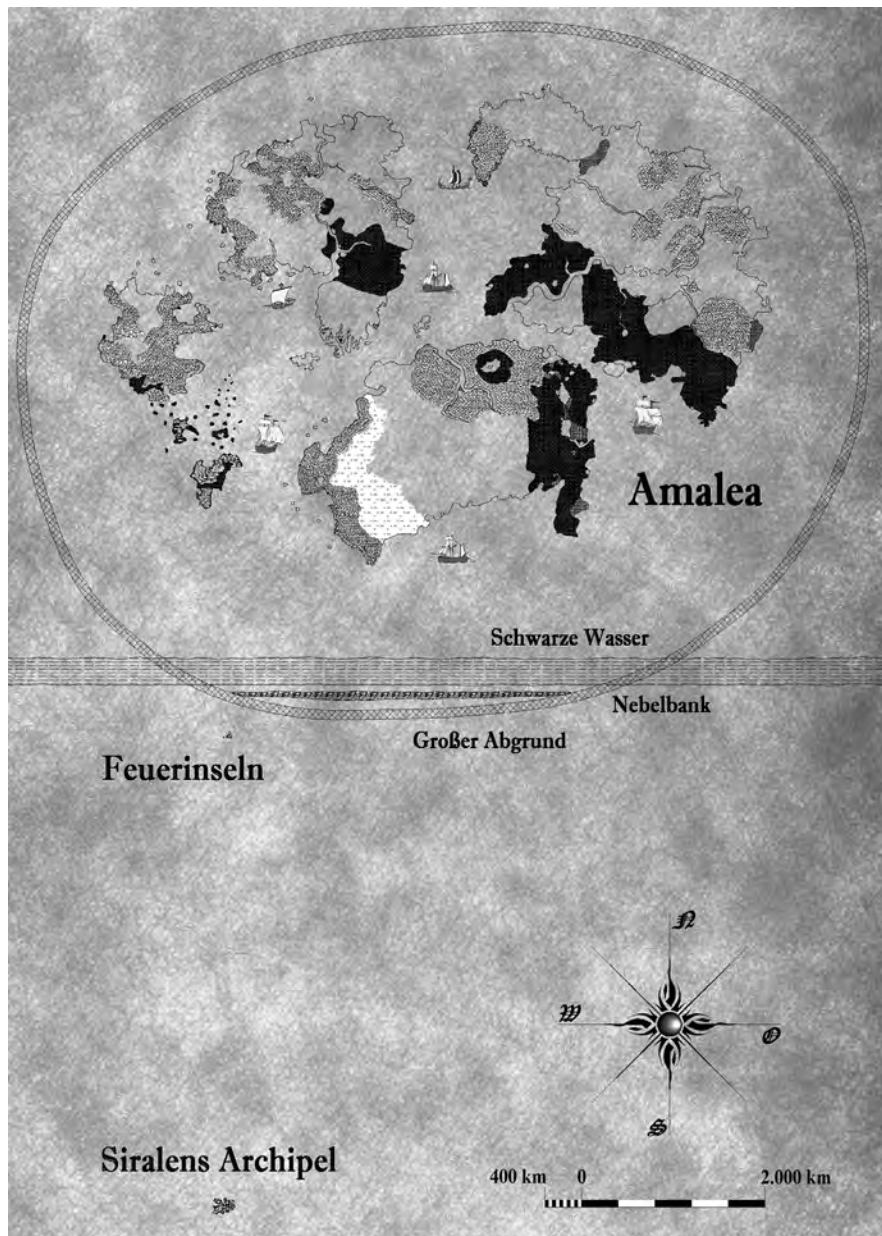 Amalea
Schwarze Wasser
Nebelbank
Großer Abgrund
Feuerinseln
N
W
O
S
Siralens Archipel
400 km 0 2.000 km